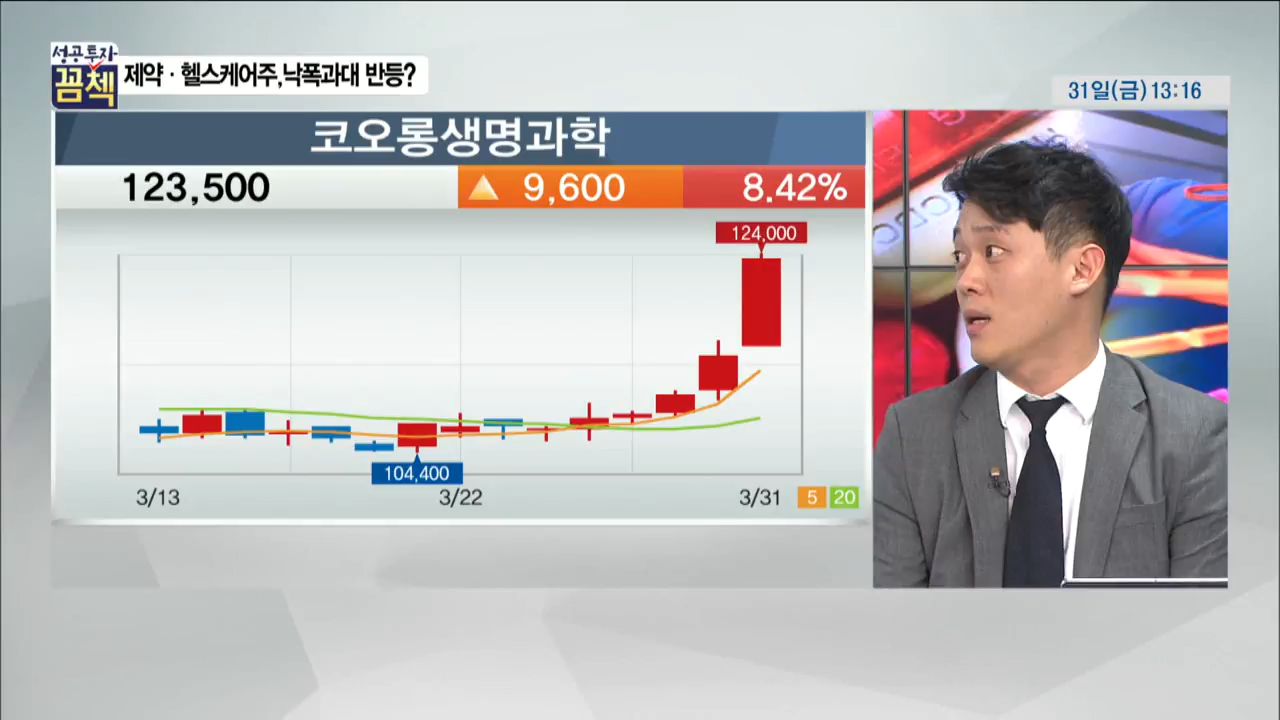 성공투자
꼼첵
제약·헬스케어주,낙폭과대 반등?
31일(금)13:16
코오롱생명과학
123,500 ▲ 9,600 8.42%
124,000
104,400
3/13 3/22 3/31 5 20